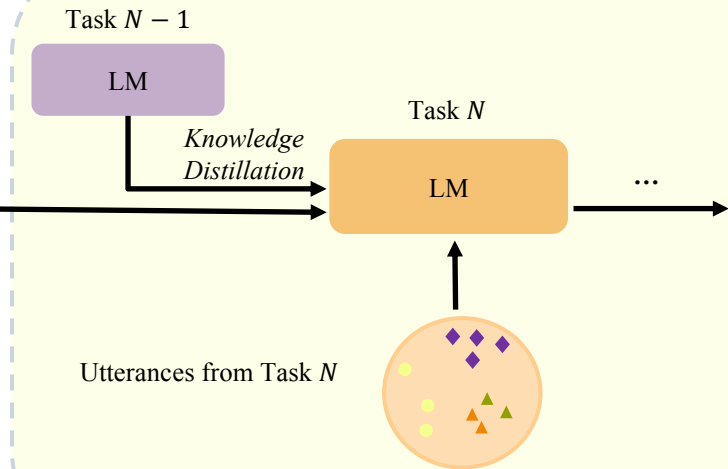 Task N − 1
LM
Task N
Knowledge
Distillation
LM
...
Utterances from Task N